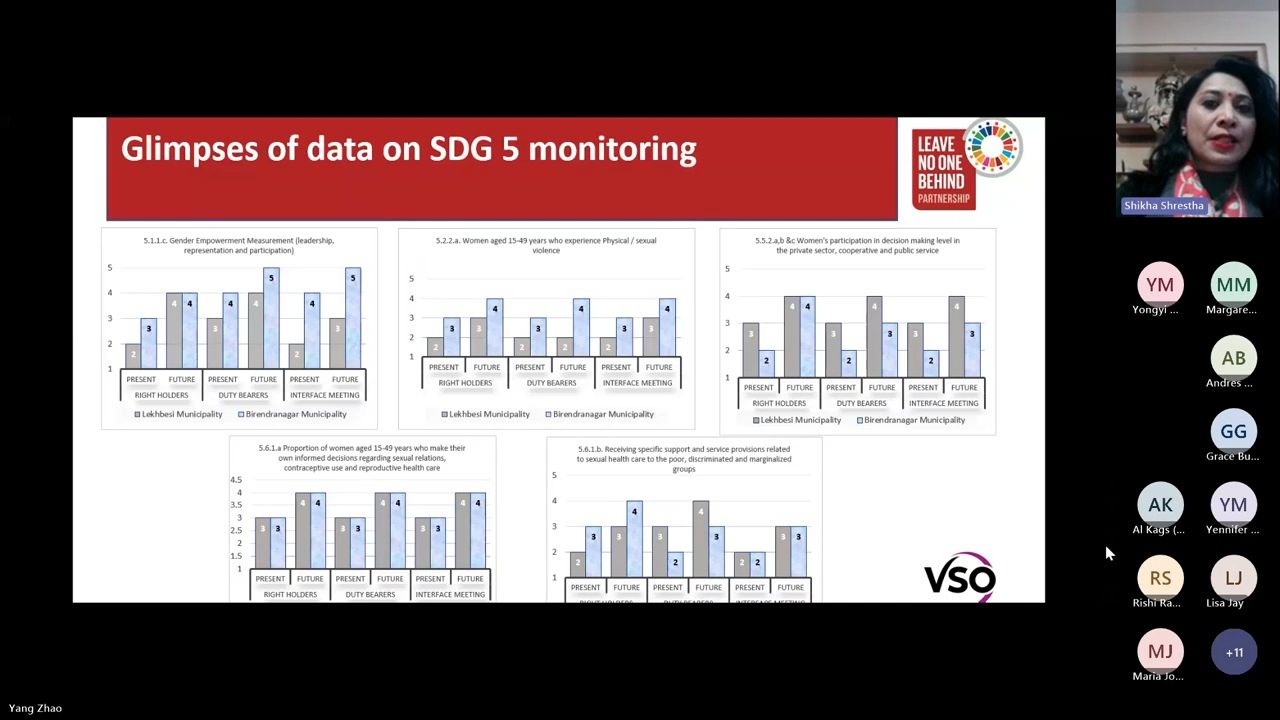 Glimpses of data on SDG 5 monitoring
LEAVE
NO ONE
BEHIND
PARTNERSHIP
5.1.1.c. Gender Empowerment Measurement (leadership,
representation and participation)
5
4
3
2
1
2
3
4
4
3
4
4
5
2
4
3
5
PRESENT FUTURE PRESENT FUTURE PRESENT FUTURE
RIGHT HOLDERS DUTY BEARERS INTERFACE MEETING
Lekhbesi Municipality Birendranagar Municipality
5.2.2.a. Women aged 15-49 years who experience Physical / sexual
violence
5
4
3
2
1
2
3
3
4
2
3
2
4
2
3
3
4
PRESENT FUTURE PRESENT FUTURE PRESENT FUTURE
RIGHT HOLDERS DUTY BEARERS INTERFACE MEETING
Lekhbesi Municipality Birendranagar Municipality
5.5.2.a,b &c Women's participation in decision making level in
the private sector, cooperative and public service
5
4
3
2
1
3
2
4
4
3
2
4
3
3
2
4
3
PRESENT FUTURE PRESENT FUTURE PRESENT FUTURE
RIGHT HOLDERS DUTY BEARERS INTERFACE MEETING
Lekhbesi Municipality Birendranagar Municipality
5.6.1.a Proportion of women aged 15-49 years who make their
own informed decisions regarding sexual relations,
contraceptive use and reproductive health care
4.5
4
3.5
3
2.5
2
1.5
1
3
3
4
4
3
3
4
4
3
3
4
4
PRESENT FUTURE PRESENT FUTURE PRESENT FUTURE
RIGHT HOLDERS DUTY BEARERS INTERFACE MEETING
5.6.1.b. Receiving specific support and service provisions related
to sexual health care to the poor, discriminated and marginalized
groups
5
4
3
2
1
2
3
3
4
3
2
4
3
2
2
3
3
PRESENT FUTURE PRESENT FUTURE PRESENT FUTURE
VSO
Shikha Shrestha
YM
Yongyi ...
MM
Margare...
AB
Andres ...
GG
Grace Bu...
AK
Al Kags (...
YM
Yennifer ...
RS
Rishi Ra...
LJ
Lisa Jay
MJ
Maria Jo...
+11
Yang Zhao